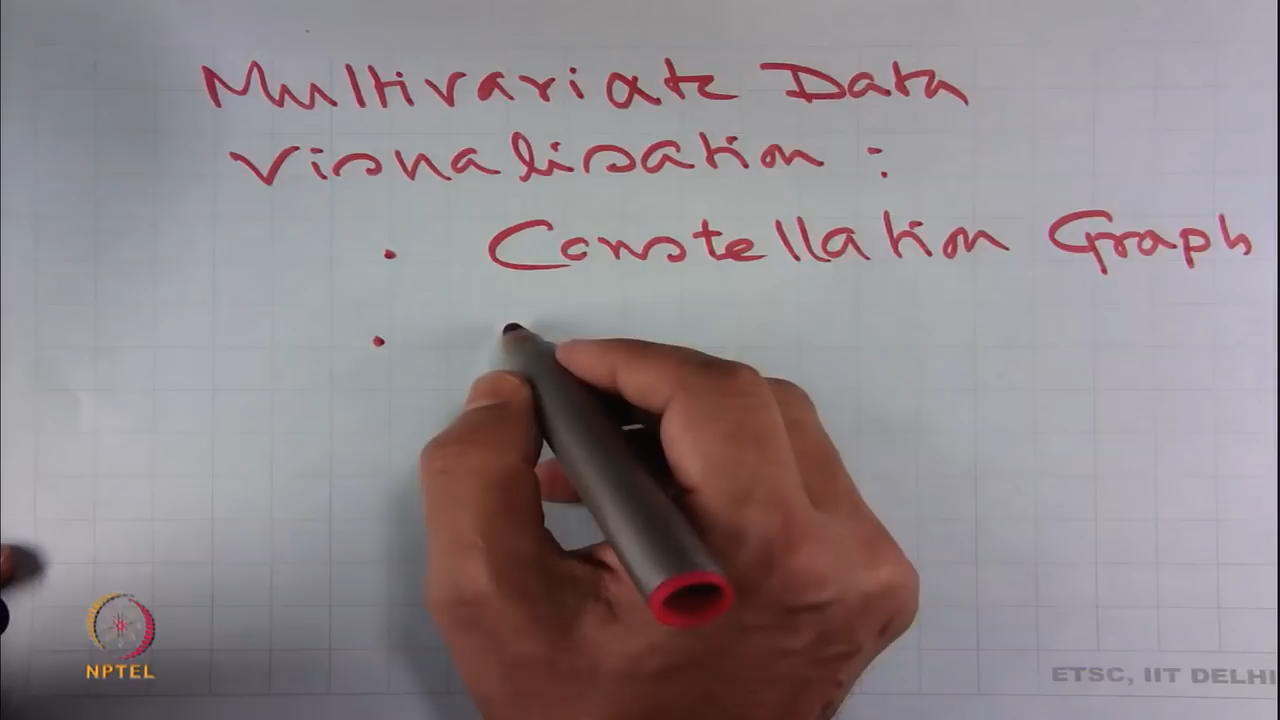 Multivariate Data
Visualisation :
. Constellation Graph
.
NPTEL
ETSC, IIT DELHI